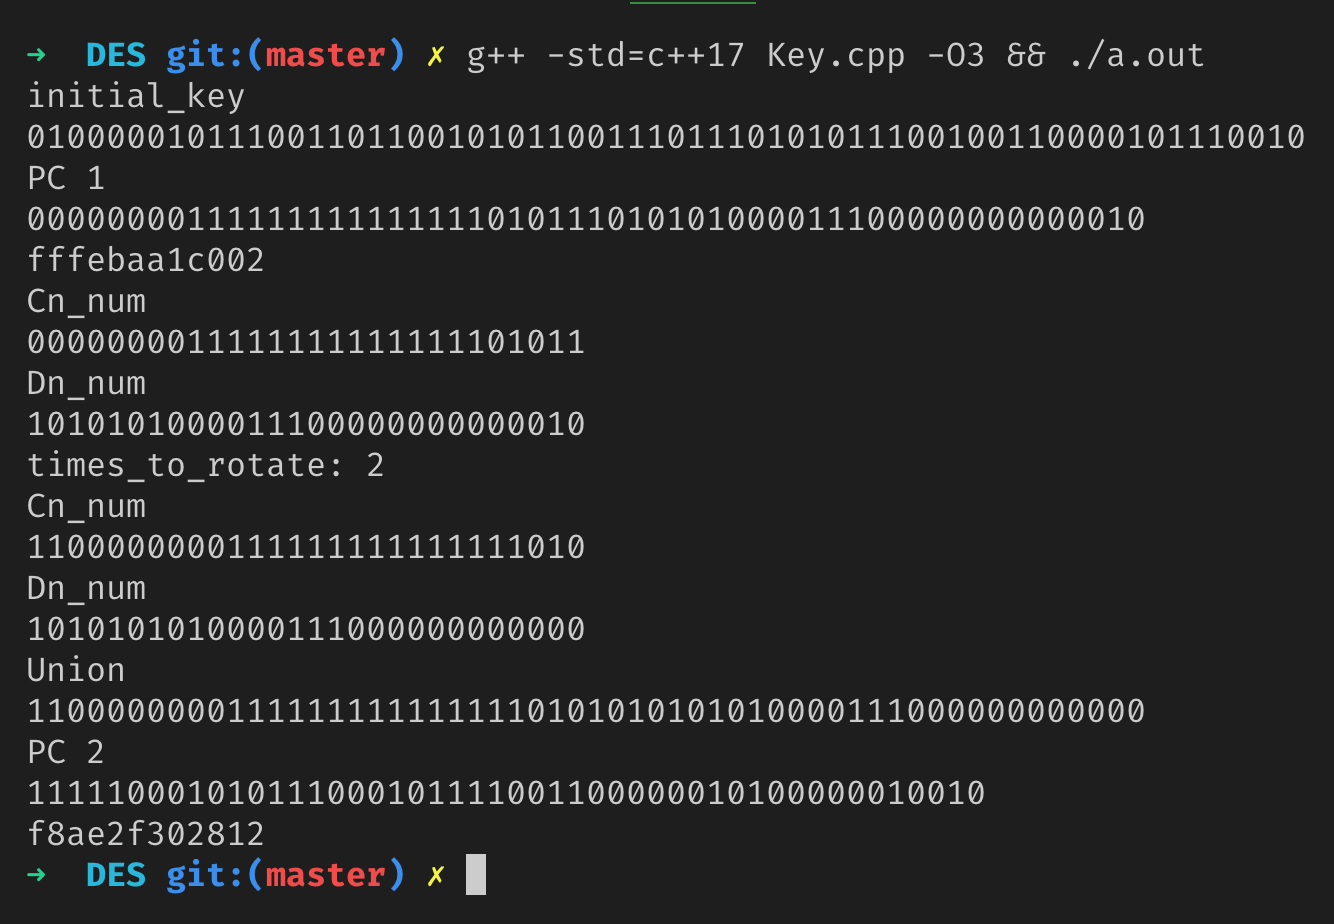 ➜ DES git:(master) ✗ g++ -std=c++17 Key.cpp -O3 && ./a.out
initial_key
0100000101110011011001010110011101110101011100100110000101110010
PC 1
00000000111111111111111010111010101000011100000000000010
fffebaa1c002
Cn_num
0000000011111111111111101011
Dn_num
1010101000011100000000000010
times_to_rotate: 2
Cn_num
1100000000111111111111111010
Dn_num
1010101010000111000000000000
Union
11000000001111111111111110101010101010000111000000000000
PC 2
111110001010111000101111001100000010100000010010
f8ae2f302812
➜ DES git:(master) ✗